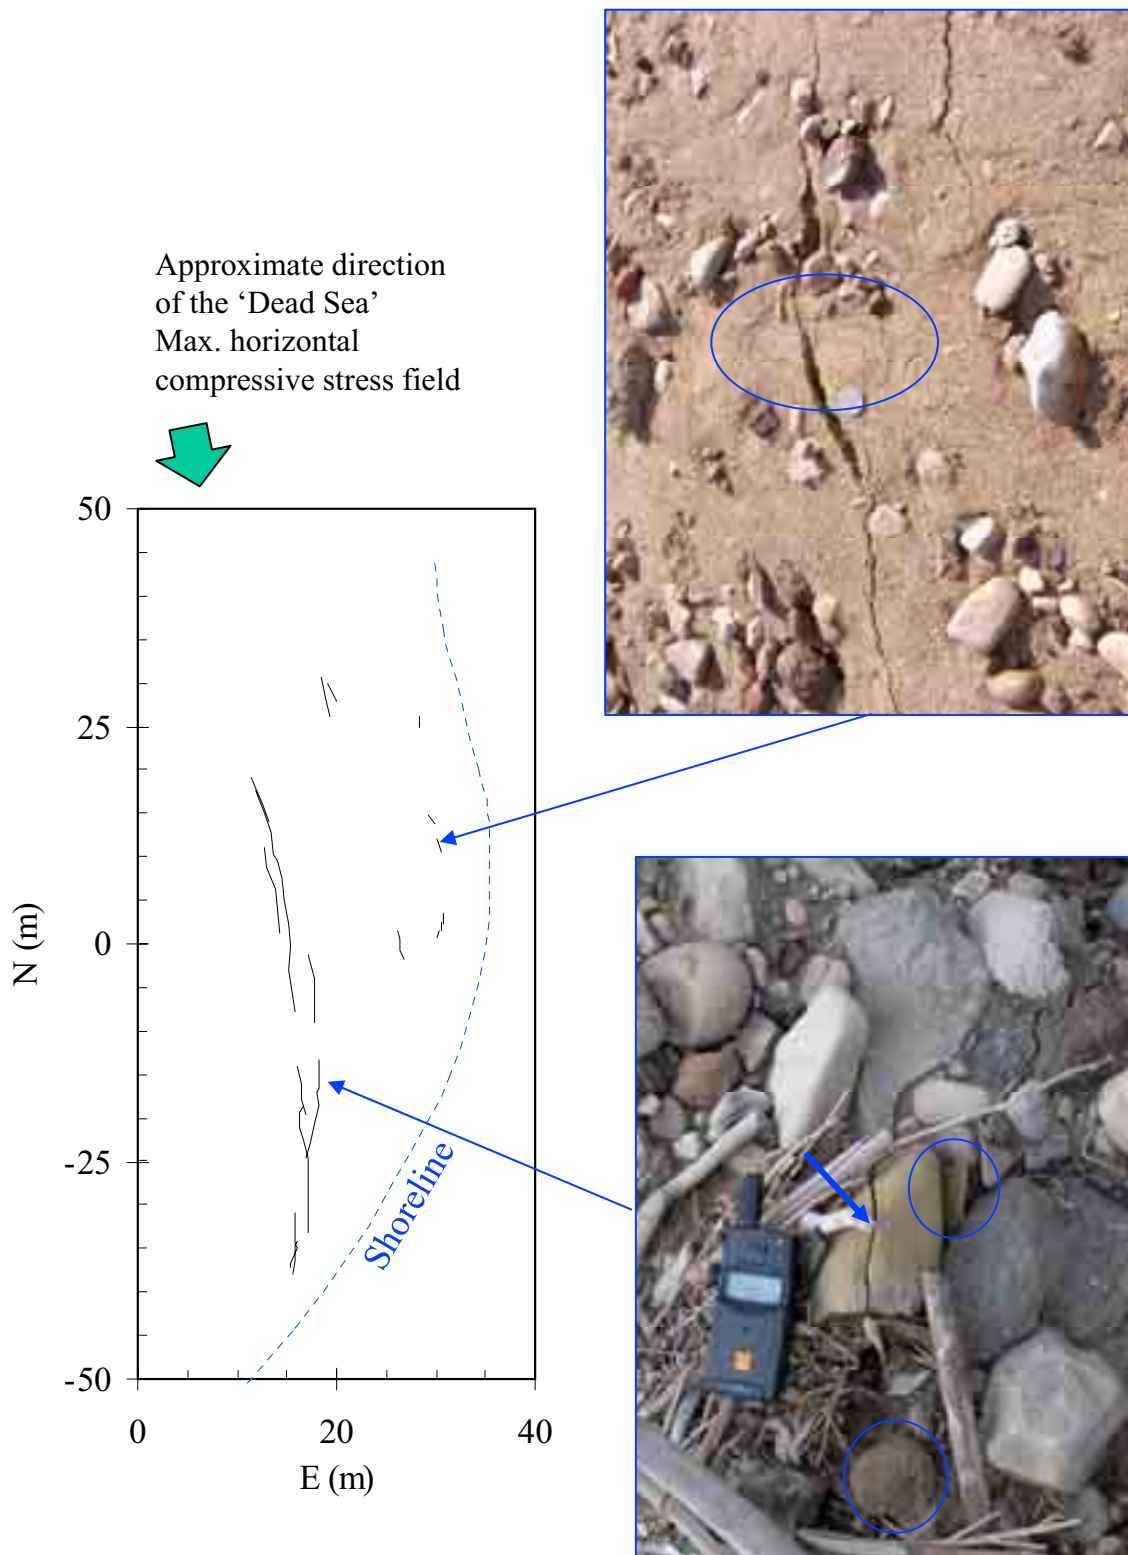 Approximate direction
of the ‘Dead Sea’
Max. horizontal
compressive stress field
50
25
0
-25
-50
N (m)
Shoreline
0
20
40
E (m)